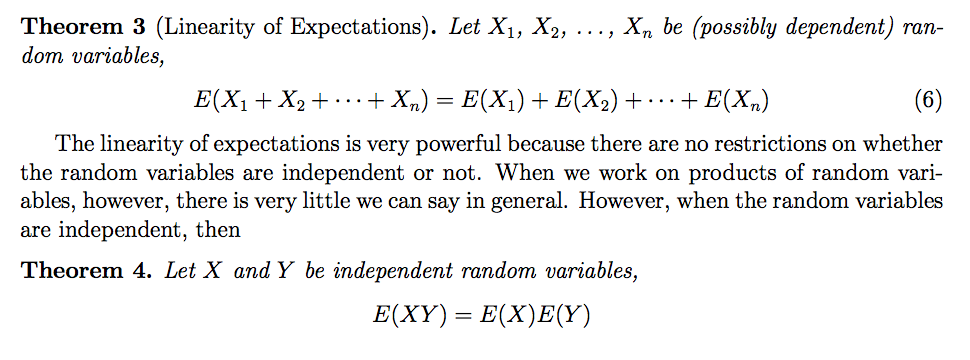 Theorem 3 (Linearity of Expectations). Let X₁, X₂, ..., Xₙ be (possibly dependent) ran-
dom variables,
E(X₁ + X₂ + ··· + Xₙ) = E(X₁) + E(X₂) + ··· + E(Xₙ) (6)
The linearity of expectations is very powerful because there are no restrictions on whether
the random variables are independent or not. When we work on products of random vari-
ables, however, there is very little we can say in general. However, when the random variables
are independent, then
Theorem 4. Let X and Y be independent random variables,
E(XY) = E(X)E(Y)